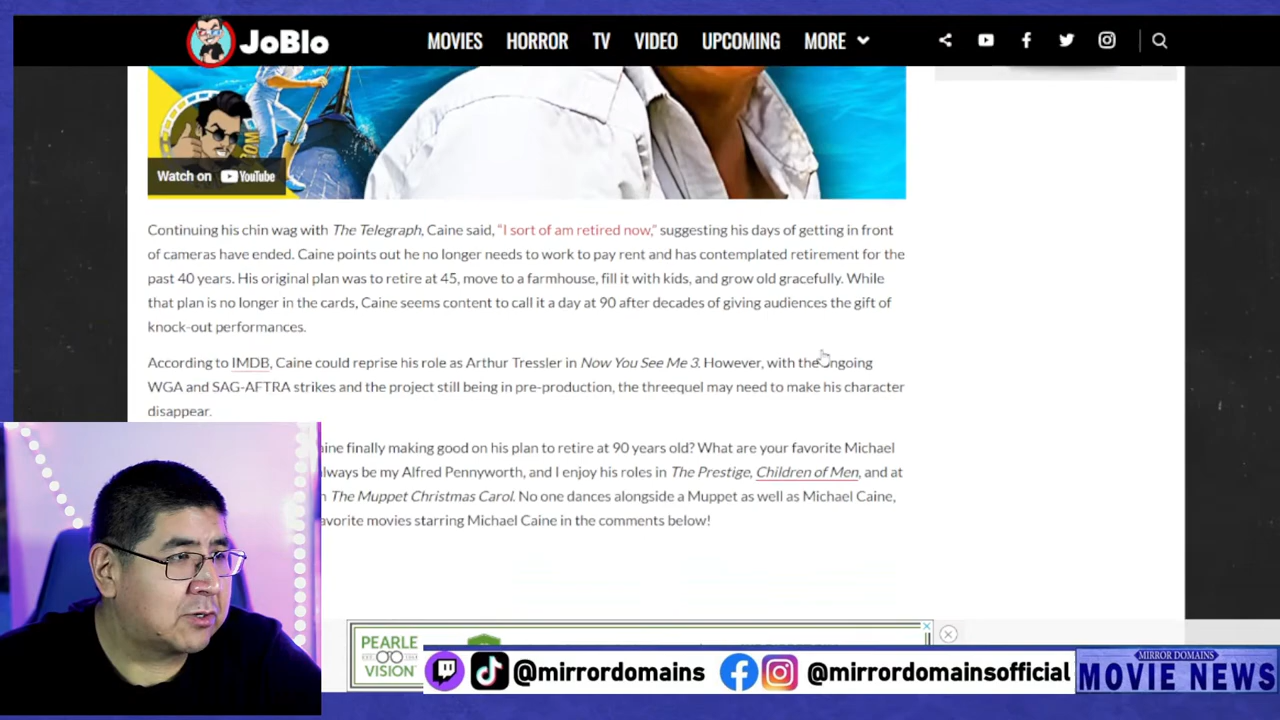 JoBlo
MOVIES HORROR TV VIDEO UPCOMING MORE
Watch on YouTube
Continuing his chin wag with The Telegraph, Caine said, “I sort of am retired now,” suggesting his days of getting in front
of cameras have ended. Caine points out he no longer needs to work to pay rent and has contemplated retirement for the
past 40 years. His original plan was to retire at 45, move to a farmhouse, fill it with kids, and grow old gracefully. While
that plan is no longer in the cards, Caine seems content to call it a day at 90 after decades of giving audiences the gift of
knock-out performances.
According to IMDB, Caine could reprise his role as Arthur Tressler in Now You See Me 3. However, with the ongoing
WGA and SAG-AFTRA strikes and the project still being in pre-production, the threequel may need to make his character
disappear.
finally making good on his plan to retire at 90 years old? What are your favorite Michael
always be my Alfred Pennyworth, and I enjoy his roles in The Prestige, Children of Men, and at
The Muppet Christmas Carol. No one dances alongside a Muppet as well as Michael Caine,
favorite movies starring Michael Caine in the comments below!
PEARLE
VISION
@mirrordomains @mirrordomainsofficial
MIRROR DOMAINS
MOVIE NEWS